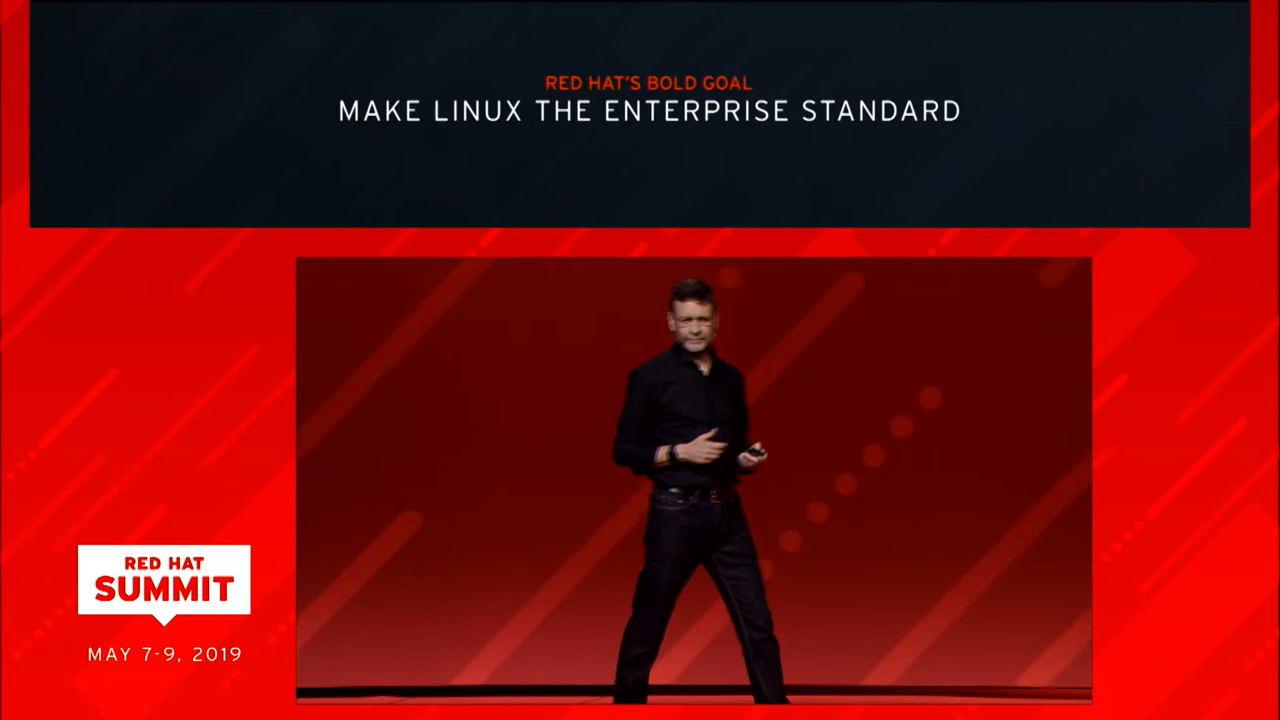 RED HAT'S BOLD GOAL
MAKE LINUX THE ENTERPRISE STANDARD
RED HAT
SUMMIT
MAY 7-9, 2019